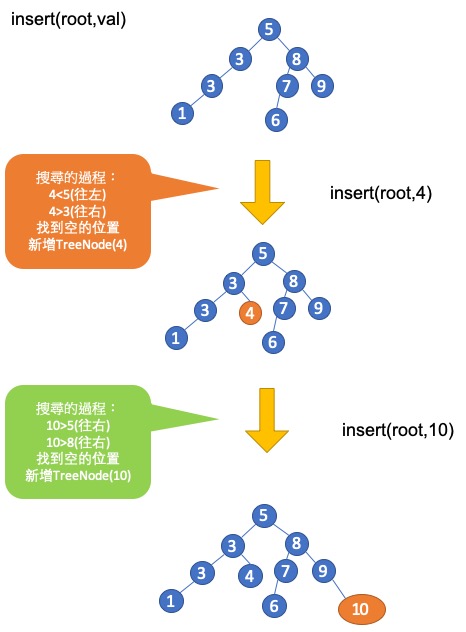 insert(root,val)
5
3 8
3 7 9
1 6
搜尋的過程：
4<5(往左)
4>3(往右)
找到空的位置
新增TreeNode(4)
insert(root,4)
5
3 8
3 4 7 9
1 6
搜尋的過程：
10>5(往右)
10>8(往右)
找到空的位置
新增TreeNode(10)
insert(root,10)
5
3 8
3 4 7 9
1 6 10